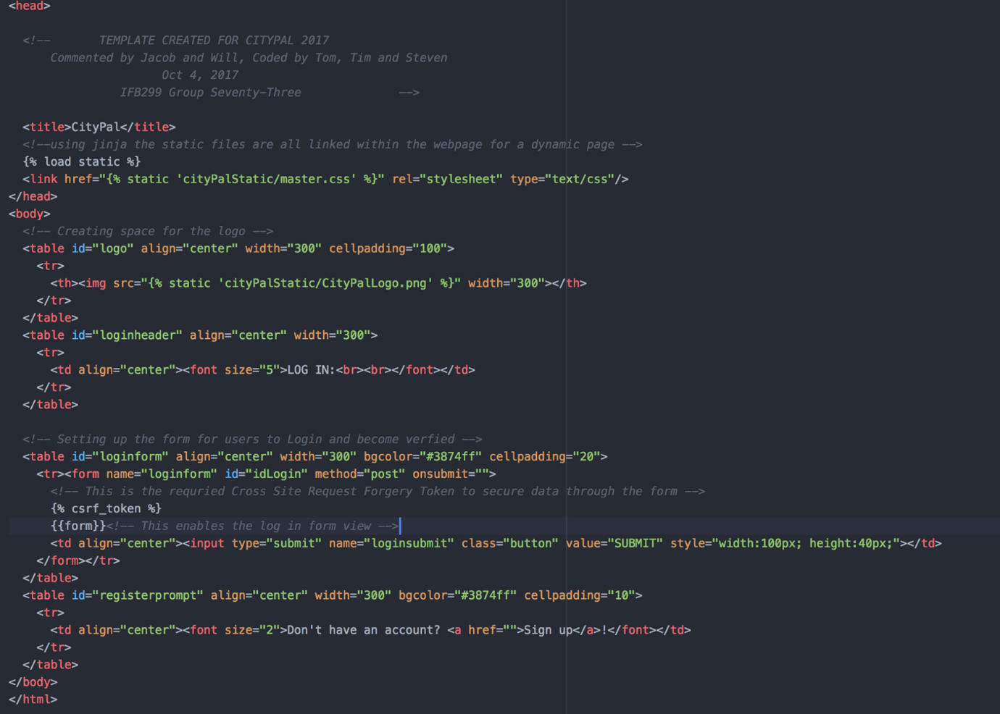 <head>
<!--       TEMPLATE CREATED FOR CITYPAL 2017
Commented by Jacob and Will, Coded by Tom, Tim and Steven
Oct 4, 2017
IFB299 Group Seventy-Three              -->
<title>CityPal</title>
<!--using jinja the static files are all linked within the webpage for a dynamic page -->
{% load static %}
<link href="{% static 'cityPalStatic/master.css' %}" rel="stylesheet" type="text/css"/>
</head>
<body>
<!-- Creating space for the logo -->
<table id="logo" align="center" width="300" cellpadding="100">
<tr>
<th><img src="{% static 'cityPalStatic/CityPalLogo.png' %}" width="300"></th>
</tr>
</table>
<table id="loginheader" align="center" width="300">
<tr>
<td align="center"><font size="5">LOG IN:<br><br></font></td>
</tr>
</table>
<!-- Setting up the form for users to Login and become verfied -->
<table id="loginform" align="center" width="300" bgcolor="#3874ff" cellpadding="20">
<tr><form name="loginform" id="idLogin" method="post" onsubmit="">
<!-- This is the requried Cross Site Request Forgery Token to secure data through the form -->
{% csrf_token %}
{{form}}<!-- This enables the log in form view -->
<td align="center"><input type="submit" name="loginsubmit" class="button" value="SUBMIT" style="width:100px; height:40px;"></td>
</form></tr>
</table>
<table id="registerprompt" align="center" width="300" bgcolor="#3874ff" cellpadding="10">
<tr>
<td align="center"><font size="2">Don't have an account? <a href="">Sign up</a>!</font></td>
</tr>
</table>
</body>
</html>